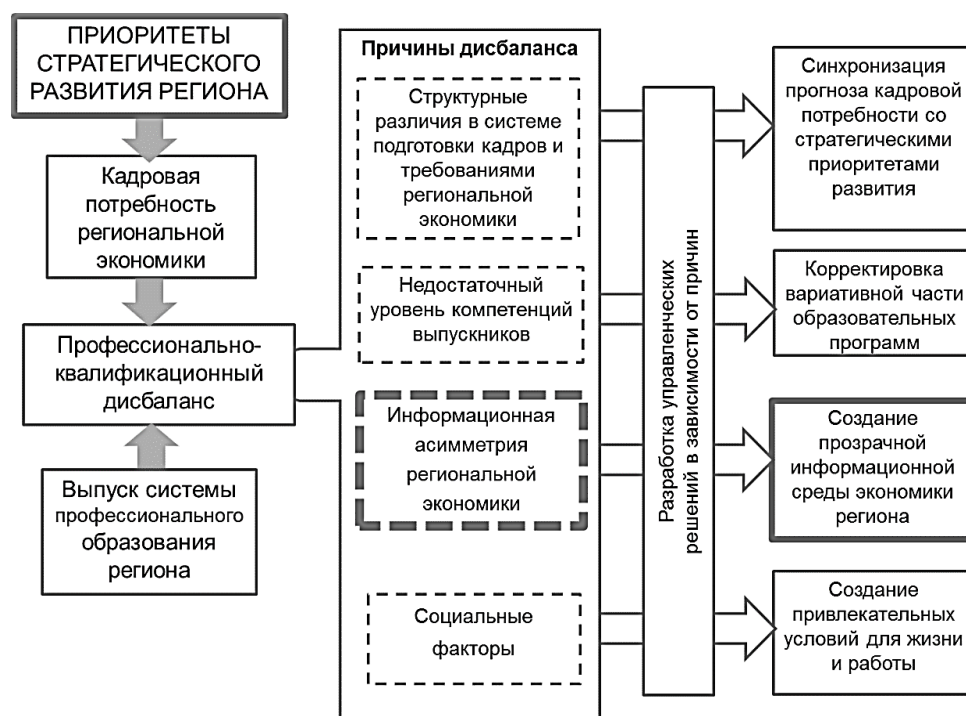 ПРИОРИТЕТЫ
СТРАТЕГИЧЕСКОГО
РАЗВИТИЯ РЕГИОНА
Кадровая
потребность
региональной
экономики
Профессионально-
квалификационный
дисбаланс
Выпуск системы
профессионального
образования
региона
Причины дисбаланса
Структурные
различия в системе
подготовки кадров и
требованиями
региональной
экономики
Недостаточный
уровень компетенций
выпускников
Информационная
асимметрия
региональной
экономики
Социальные
факторы
Разработка управленческих
решений в зависимости от причин
Синхронизация
прогноза кадровой
потребности со
стратегическими
приоритетами
развития
Корректировка
вариативной части
образовательных
программ
Создание
прозрачной
информационной
среды экономики
региона
Создание
привлекательных
условий для жизни
и работы